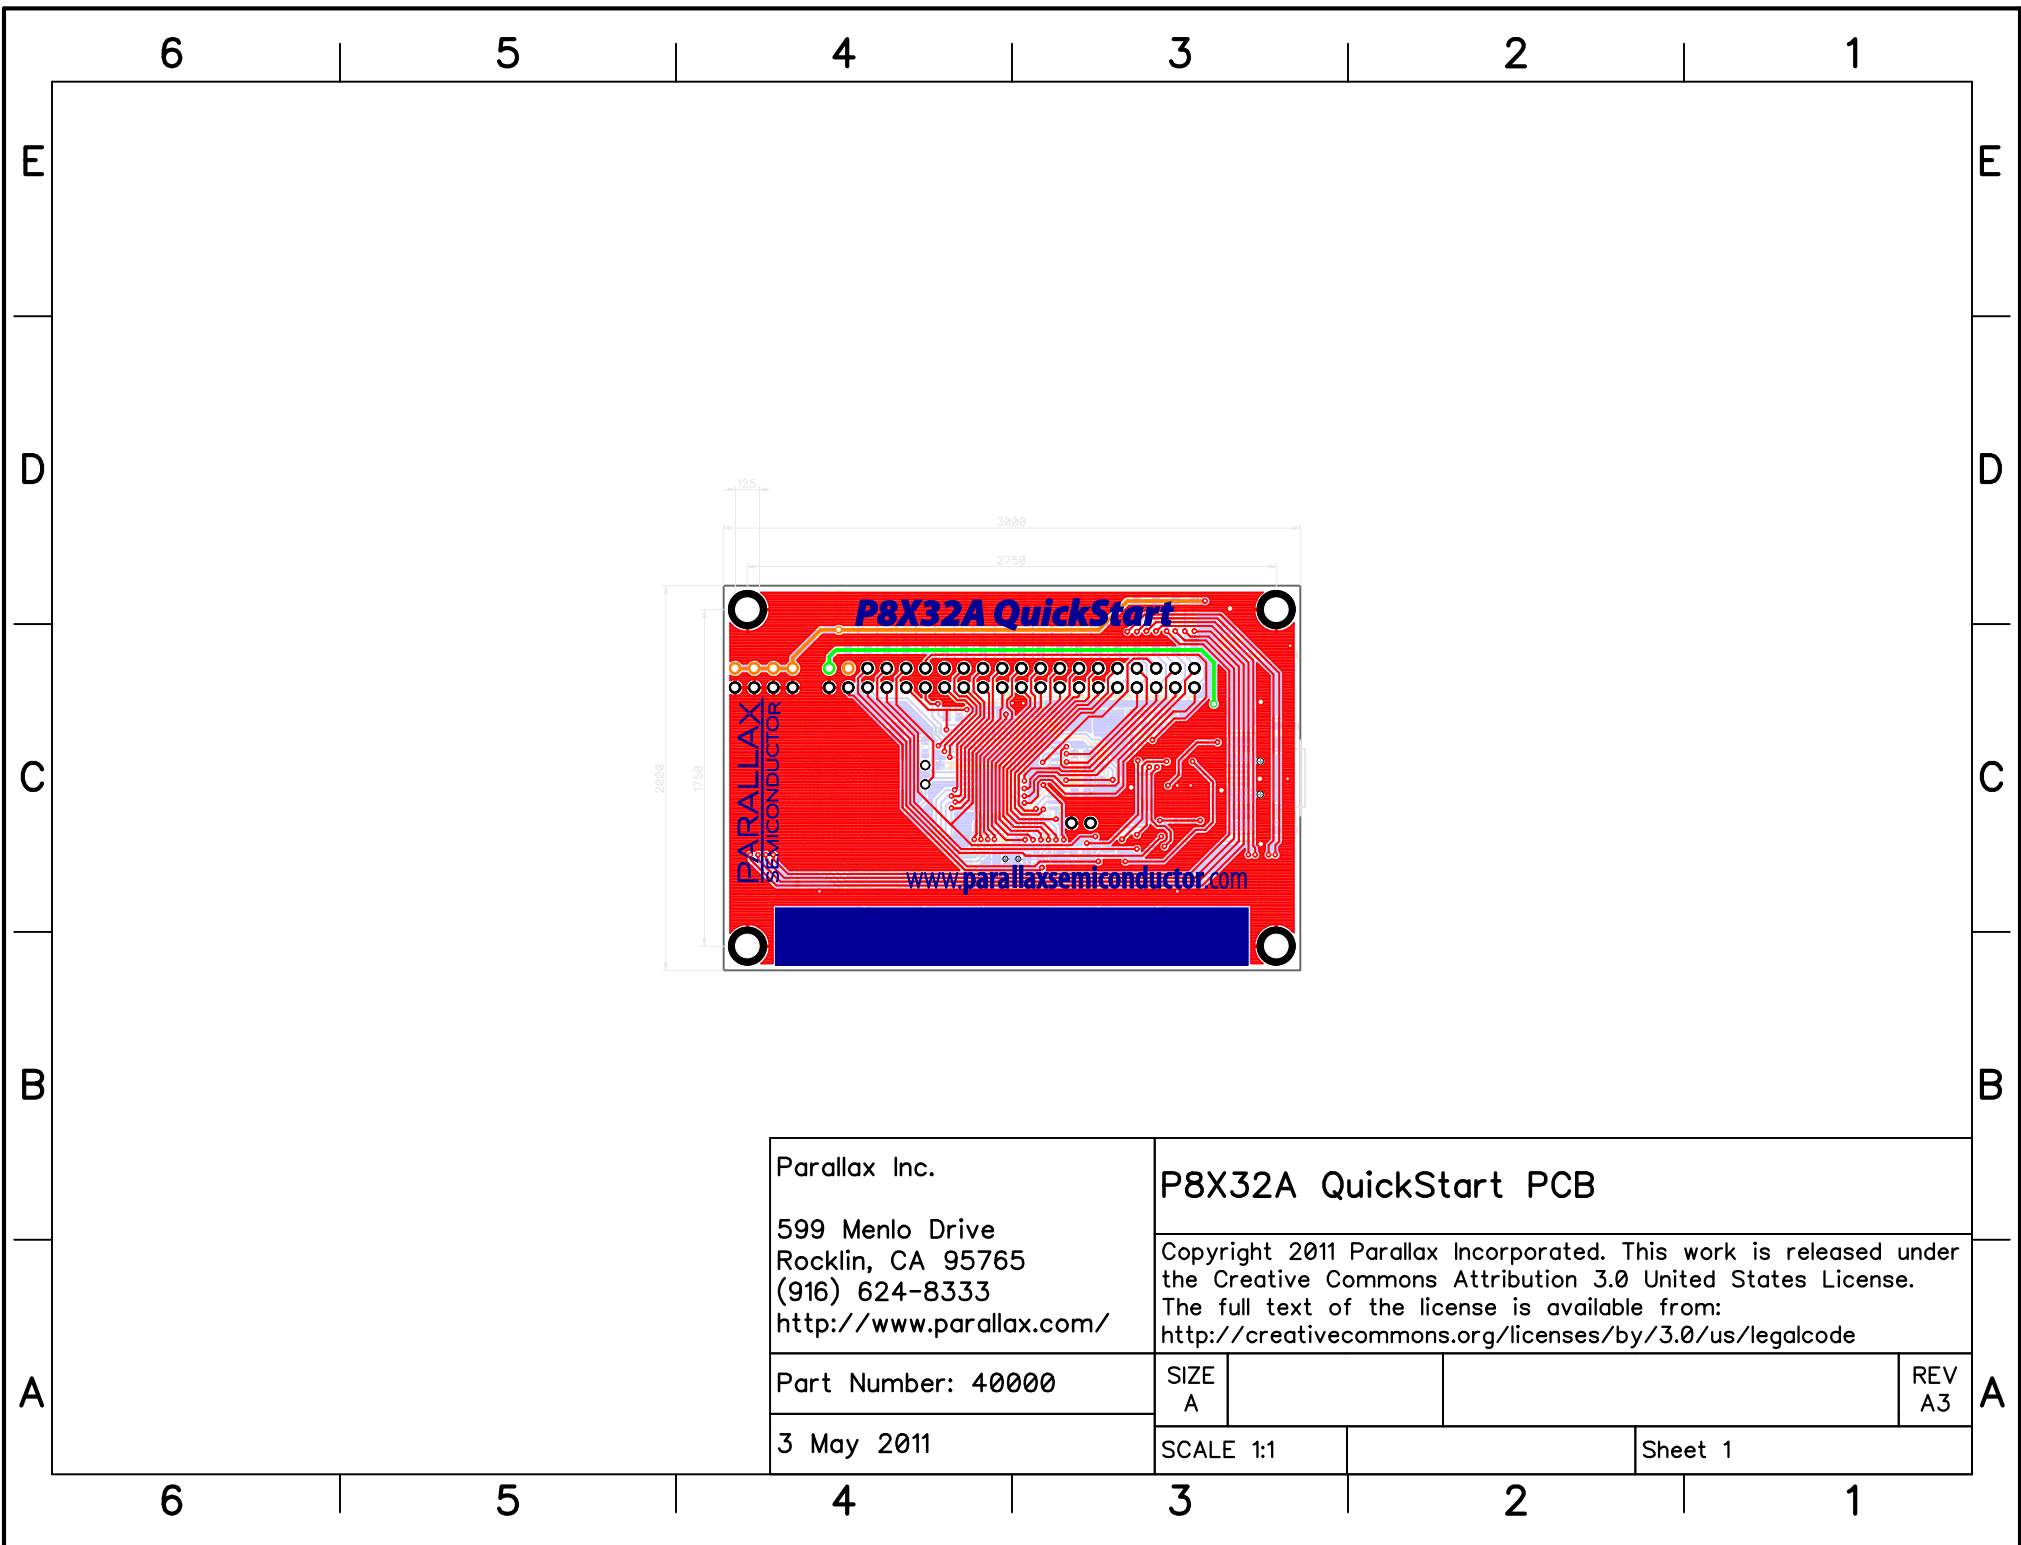 6 5 4 3 2 1
E E
125
3000
D D
2750
P8X32A QuickStart
2000
1750
PARALLAX
SEMICONDUCTOR
C C
www.parallaxsemiconductor.com
B B
Parallax Inc.
599 Menlo Drive
Rocklin, CA 95765
(916) 624-8333
http://www.parallax.com/
P8X32A QuickStart PCB
Copyright 2011 Parallax Incorporated. This work is released under
the Creative Commons Attribution 3.0 United States License.
The full text of the license is available from:
http://creativecommons.org/licenses/by/3.0/us/legalcode
Part Number: 40000
SIZE
A
REV
A3
A A
3 May 2011
SCALE 1:1
Sheet 1
6 5 4 3 2 1